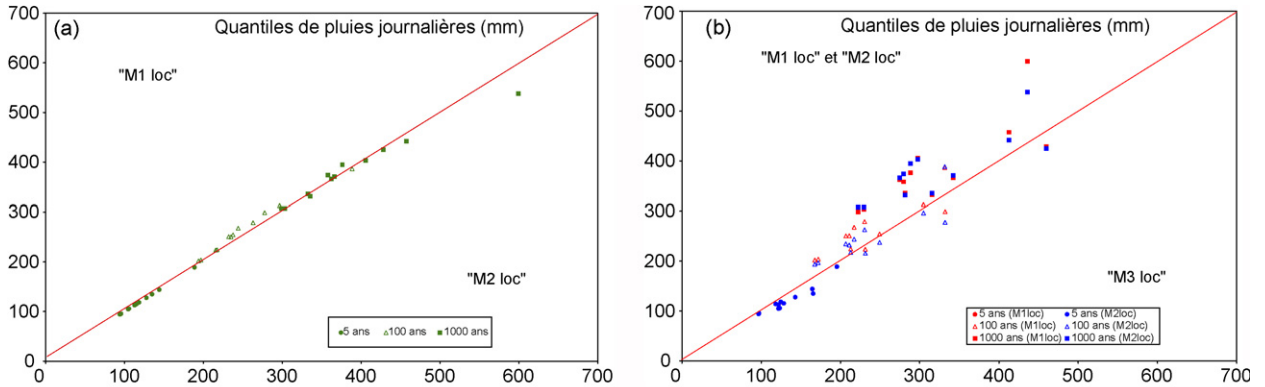 (a)
Quantiles de pluies journalières (mm)
"M1 loc"
"M2 loc"
5 ans 100 ans 1000 ans
700
600
500
400
300
200
100
0
0 100 200 300 400 500 600 700
(b)
Quantiles de pluies journalières (mm)
"M1 loc" et "M2 loc"
"M3 loc"
5 ans (M1loc) 5 ans (M2loc)
100 ans (M1loc) 100 ans (M2loc)
1000 ans (M1loc) 1000 ans (M2loc)
700
600
500
400
300
200
100
0
0 100 200 300 400 500 600 700